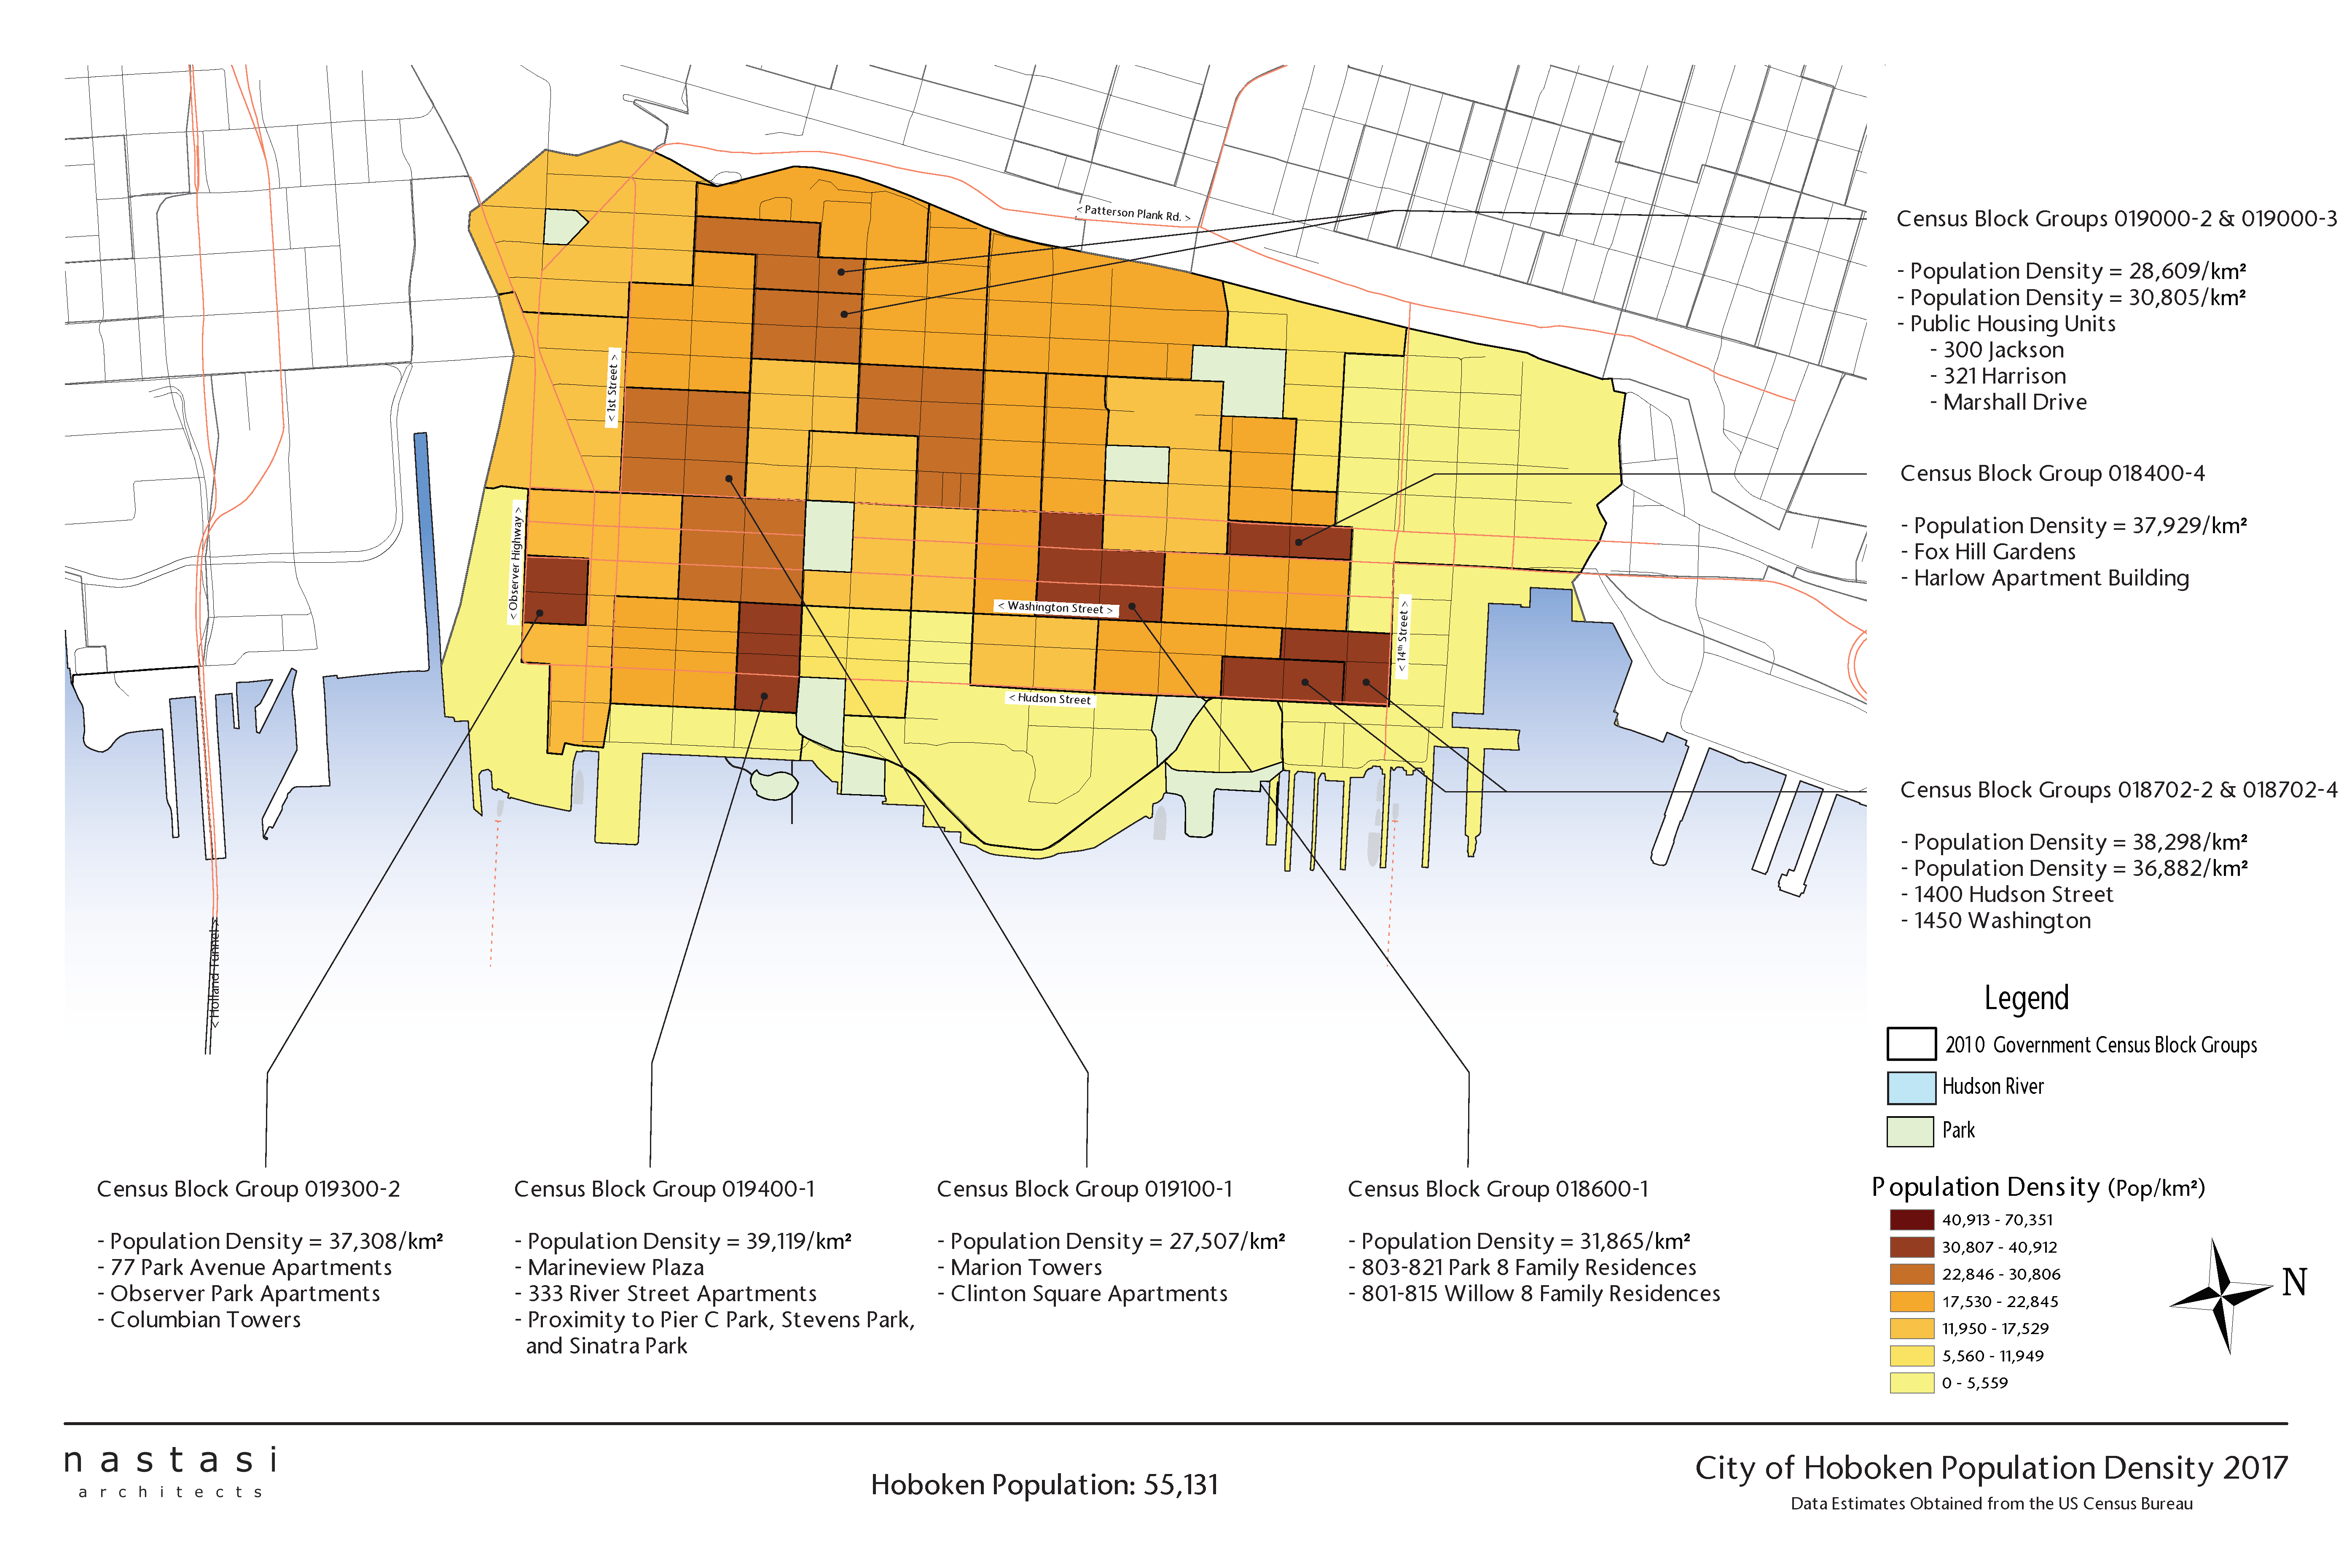 < Patterson Plank Rd. >
< 1st Street >
< Observer Highway >
< Washington Street >
< 14th Street >
< Hudson Street >
< Holland Tunnel >
Census Block Groups 019000-2 & 019000-3
- Population Density = 28,609/km²
- Population Density = 30,805/km²
- Public Housing Units
- 300 Jackson
- 321 Harrison
- Marshall Drive
Census Block Group 018400-4
- Population Density = 37,929/km²
- Fox Hill Gardens
- Harlow Apartment Building
Census Block Groups 018702-2 & 018702-4
- Population Density = 38,298/km²
- Population Density = 36,882/km²
- 1400 Hudson Street
- 1450 Washington
Legend
2010 Government Census Block Groups
Hudson River
Park
Population Density (Pop/km²)
40,913 - 70,351
30,807 - 40,912
22,846 - 30,806
17,530 - 22,845
11,950 - 17,529
5,560 - 11,949
0 - 5,559
N
Census Block Group 019300-2
- Population Density = 37,308/km²
- 77 Park Avenue Apartments
- Observer Park Apartments
- Columbian Towers
Census Block Group 019400-1
- Population Density = 39,119/km²
- Marineview Plaza
- 333 River Street Apartments
- Proximity to Pier C Park, Stevens Park,
and Sinatra Park
Census Block Group 019100-1
- Population Density = 27,507/km²
- Marion Towers
- Clinton Square Apartments
Census Block Group 018600-1
- Population Density = 31,865/km²
- 803-821 Park 8 Family Residences
- 801-815 Willow 8 Family Residences
nastasi
architects
Hoboken Population: 55,131
City of Hoboken Population Density 2017
Data Estimates Obtained from the US Census Bureau